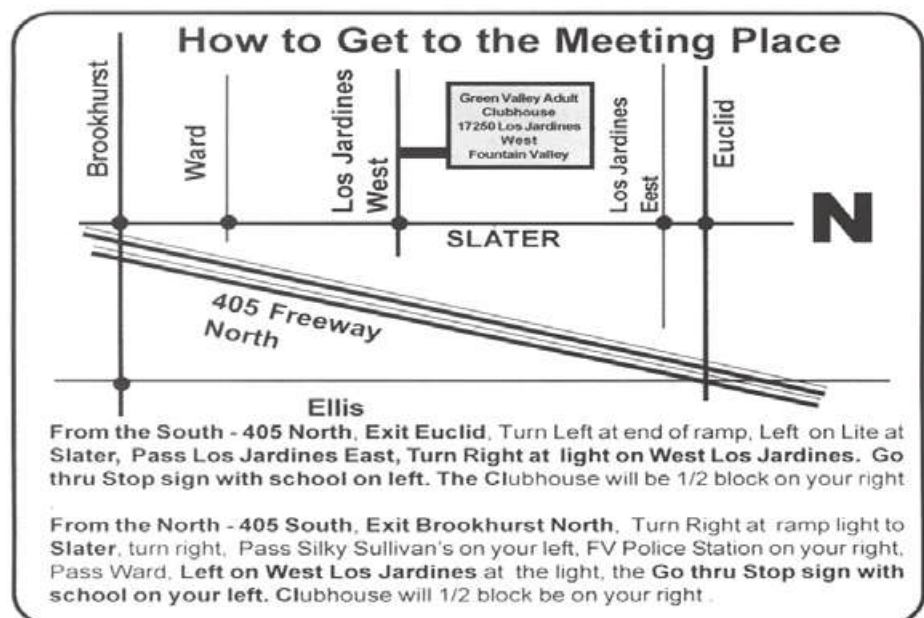 How to Get to the Meeting Place
Brookhurst
Ward
Los Jardines
West
Green Valley Adult
Clubhouse
17250 Los Jardines
West
Fountain Valley
Los Jardines
Eest
Euclid
N
SLATER
405 Freeway
North
Ellis
From the South - 405 North, Exit Euclid, Turn Left at end of ramp, Left on Lite at
Slater, Pass Los Jardines East, Turn Right at light on West Los Jardines. Go
thru Stop sign with school on left. The Clubhouse will be 1/2 block on your right
.
From the North - 405 South, Exit Brookhurst North, Turn Right at ramp light to
Slater, turn right, Pass Silky Sullivan's on your left, FV Police Station on your right,
Pass Ward, Left on West Los Jardines at the light, the Go thru Stop sign with
school on your left. Clubhouse will 1/2 block be on your right .